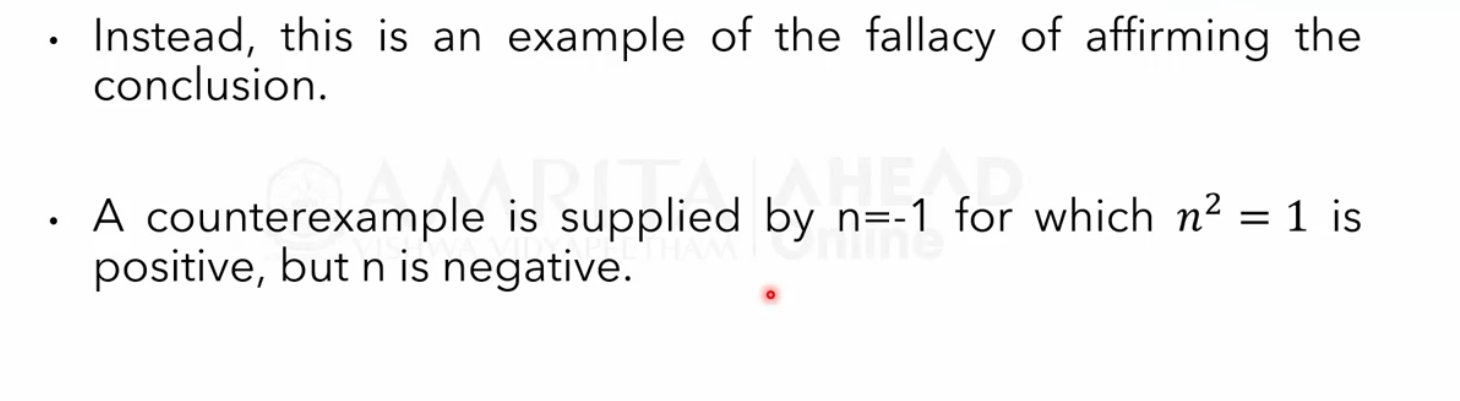 • Instead, this is an example of the fallacy of affirming the
conclusion.
AMRITA AHEAD
• A counterexample is supplied by n=-1 for which n² = 1 is
VISHWA VIDYAPEETHAM Online
positive, but n is negative.